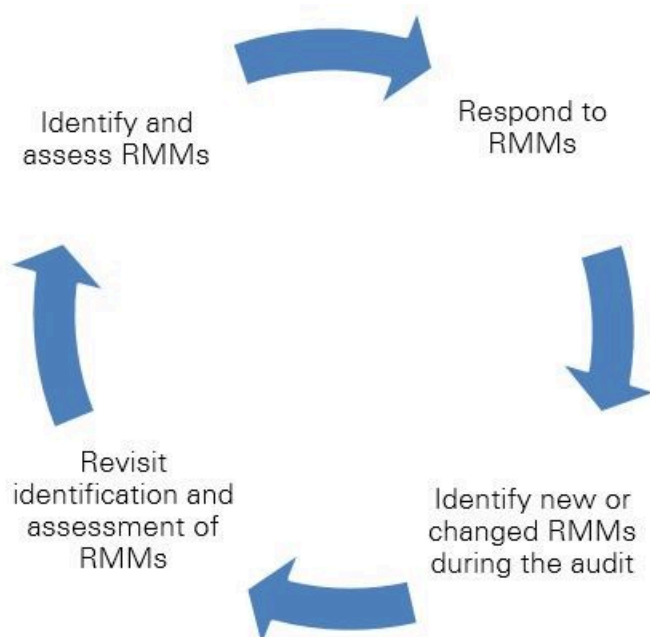 Identify and
assess RMMs
Respond to
RMMs
Identify new or
changed RMMs
during the audit
Revisit
identification and
assessment of
RMMs